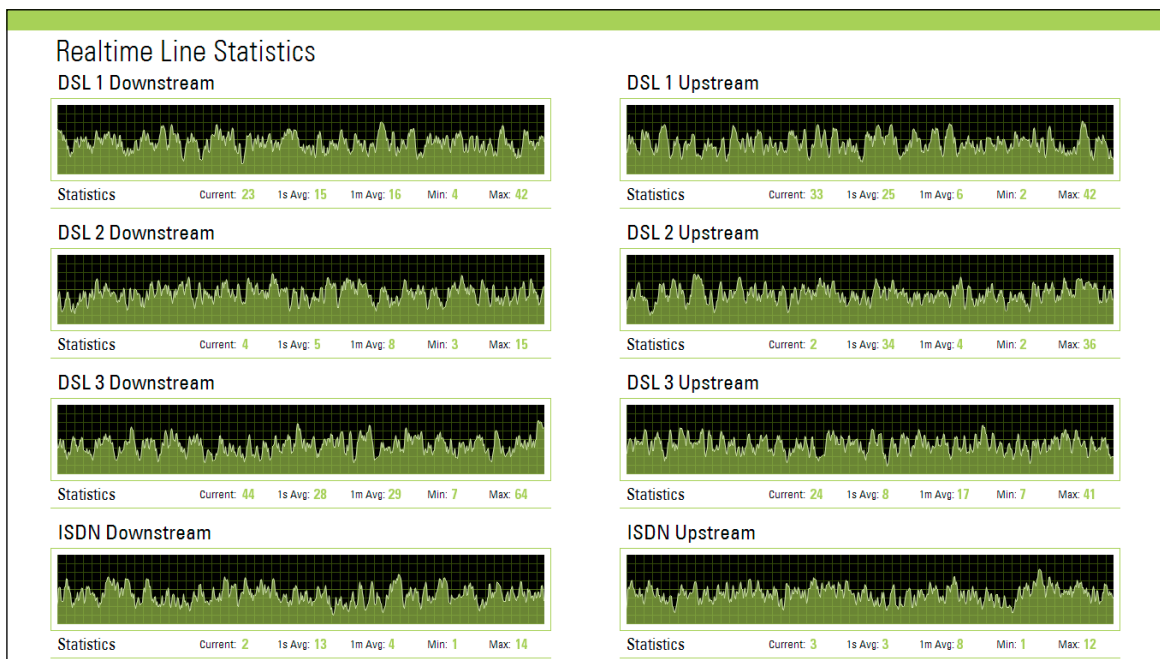 Realtime Line Statistics
DSL 1 Downstream
Statistics Current: 23 1s Avg: 15 1m Avg: 16 Min: 4 Max: 42
DSL 1 Upstream
Statistics Current: 33 1s Avg: 25 1m Avg: 6 Min: 2 Max: 42
DSL 2 Downstream
Statistics Current: 4 1s Avg: 5 1m Avg: 8 Min: 3 Max: 15
DSL 2 Upstream
Statistics Current: 2 1s Avg: 34 1m Avg: 4 Min: 2 Max: 36
DSL 3 Downstream
Statistics Current: 44 1s Avg: 28 1m Avg: 29 Min: 7 Max: 64
DSL 3 Upstream
Statistics Current: 24 1s Avg: 8 1m Avg: 17 Min: 7 Max: 41
ISDN Downstream
Statistics Current: 2 1s Avg: 13 1m Avg: 4 Min: 1 Max: 14
ISDN Upstream
Statistics Current: 3 1s Avg: 3 1m Avg: 8 Min: 1 Max: 12